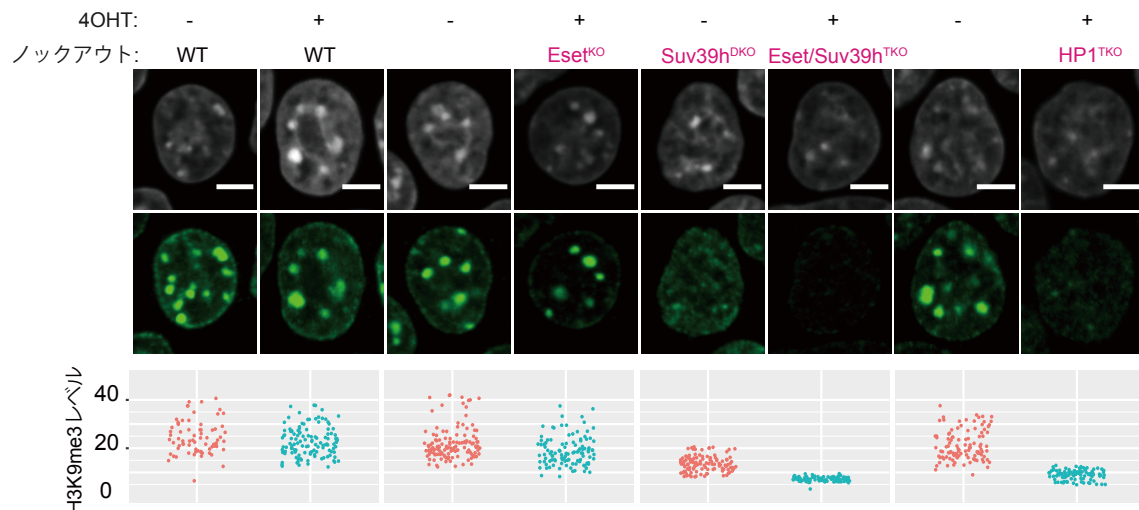 4OHT: - + - + - + - +
ノックアウト: WT WT Eset^KO Suv39h^DKO Eset/Suv39h^TKO HP1^TKO
H3K9me3レベル
40
20
0